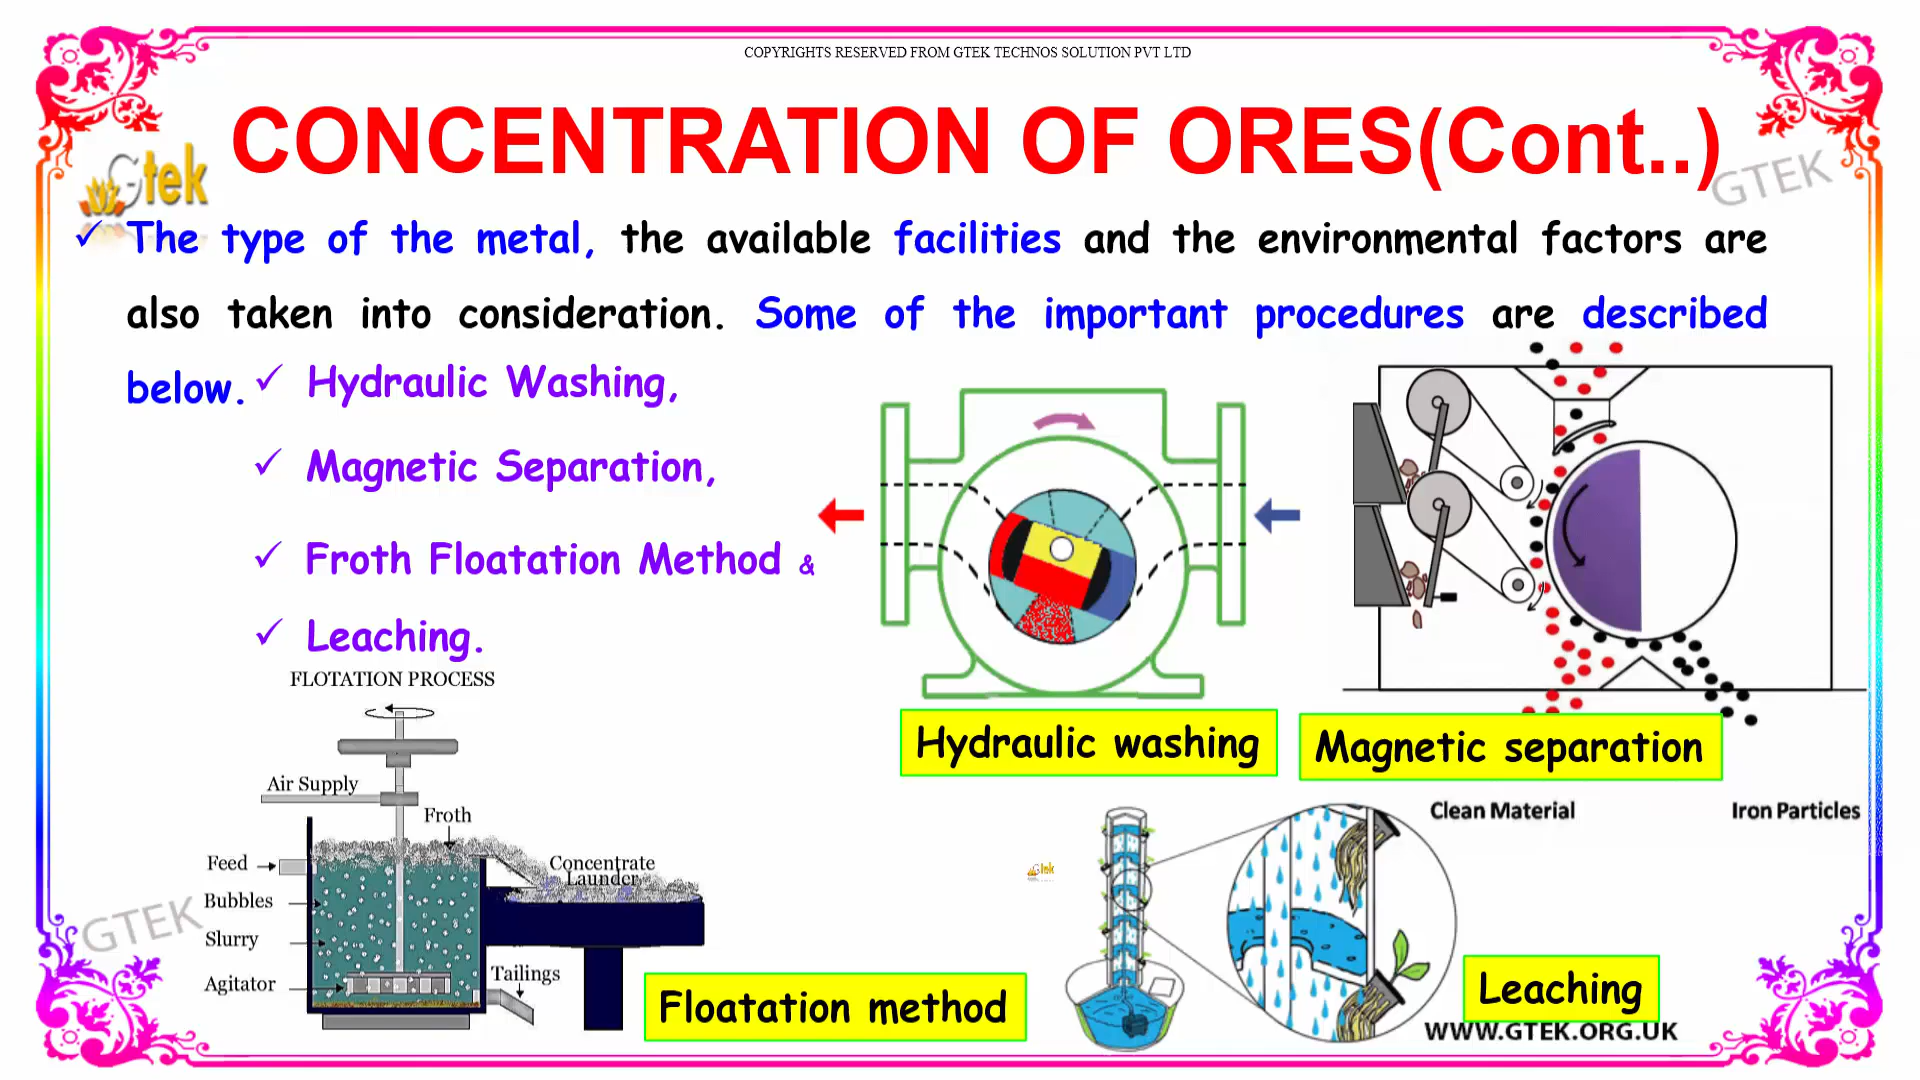 COPYRIGHTS RESERVED FROM GTEK TECHNOS SOLUTION PVT LTD
CONCENTRATION OF ORES(Cont..)
Gtek
GTEK
✓ The type of the metal, the available facilities and the environmental factors are
also taken into consideration. Some of the important procedures are described
below.
✓ Hydraulic Washing,
✓ Magnetic Separation,
✓ Froth Floatation Method &
✓ Leaching.
FLOTATION PROCESS
Air Supply
Froth
Feed
Concentrate
Launder
Bubbles
Slurry
Agitator
Tailings
Floatation method
Hydraulic washing
Magnetic separation
Clean Material
Iron Particles
Gtek
Leaching
GTEK
WWW.GTEK.ORG.UK